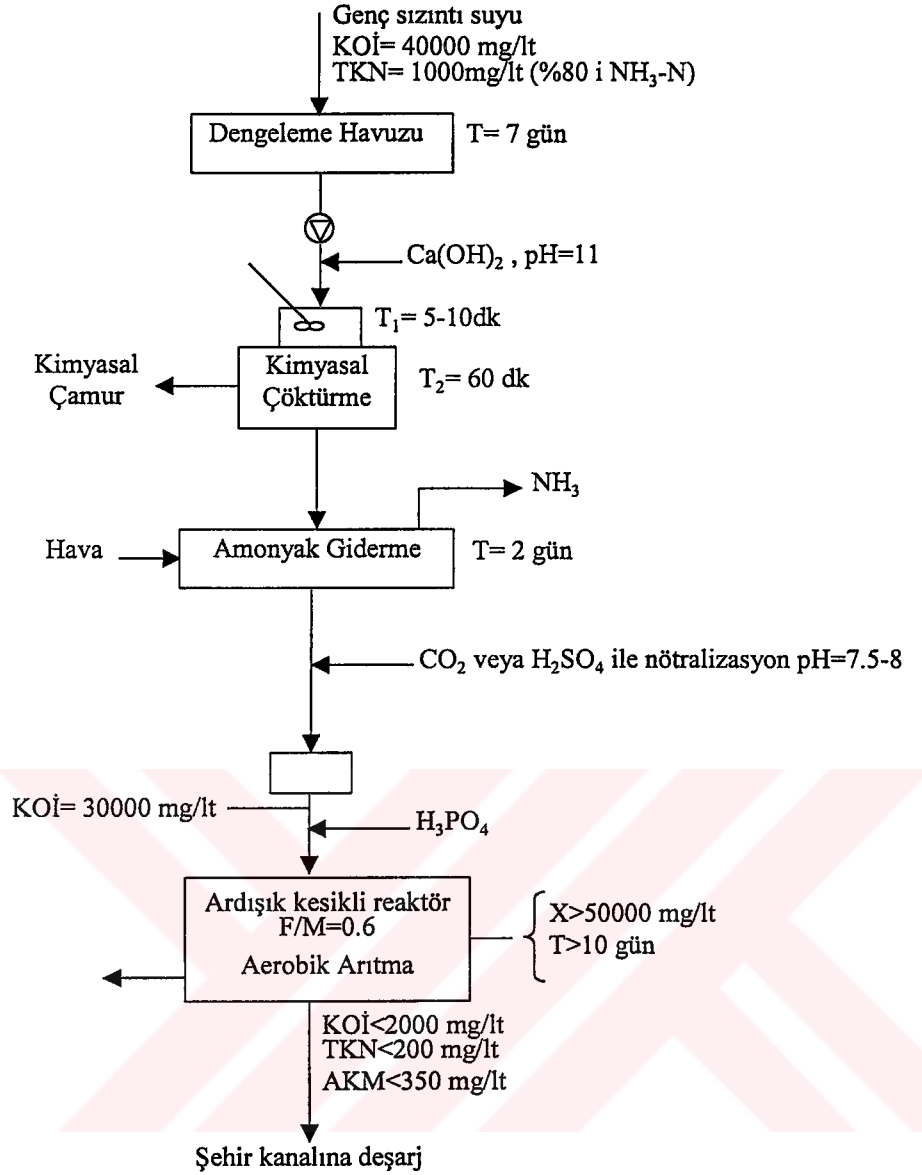 Genç sızıntı suyu
KOİ= 40000 mg/lt
TKN= 1000mg/lt (%80 i NH₃-N)
Dengeleme Havuzu
T= 7 gün
Ca(OH)₂ , pH=11
T₁= 5-10dk
Kimyasal
Çamur
Kimyasal
Çöktürme
T₂= 60 dk
NH₃
Hava
Amonyak Giderme
T= 2 gün
CO₂ veya H₂SO₄ ile nötralizasyon pH=7.5-8
KOİ= 30000 mg/lt
H₃PO₄
Ardışık kesikli reaktör
F/M=0.6
Aerobik Arıtma
X>50000 mg/lt
T>10 gün
KOİ<2000 mg/lt
TKN<200 mg/lt
AKM<350 mg/lt
Şehir kanalına deşarj